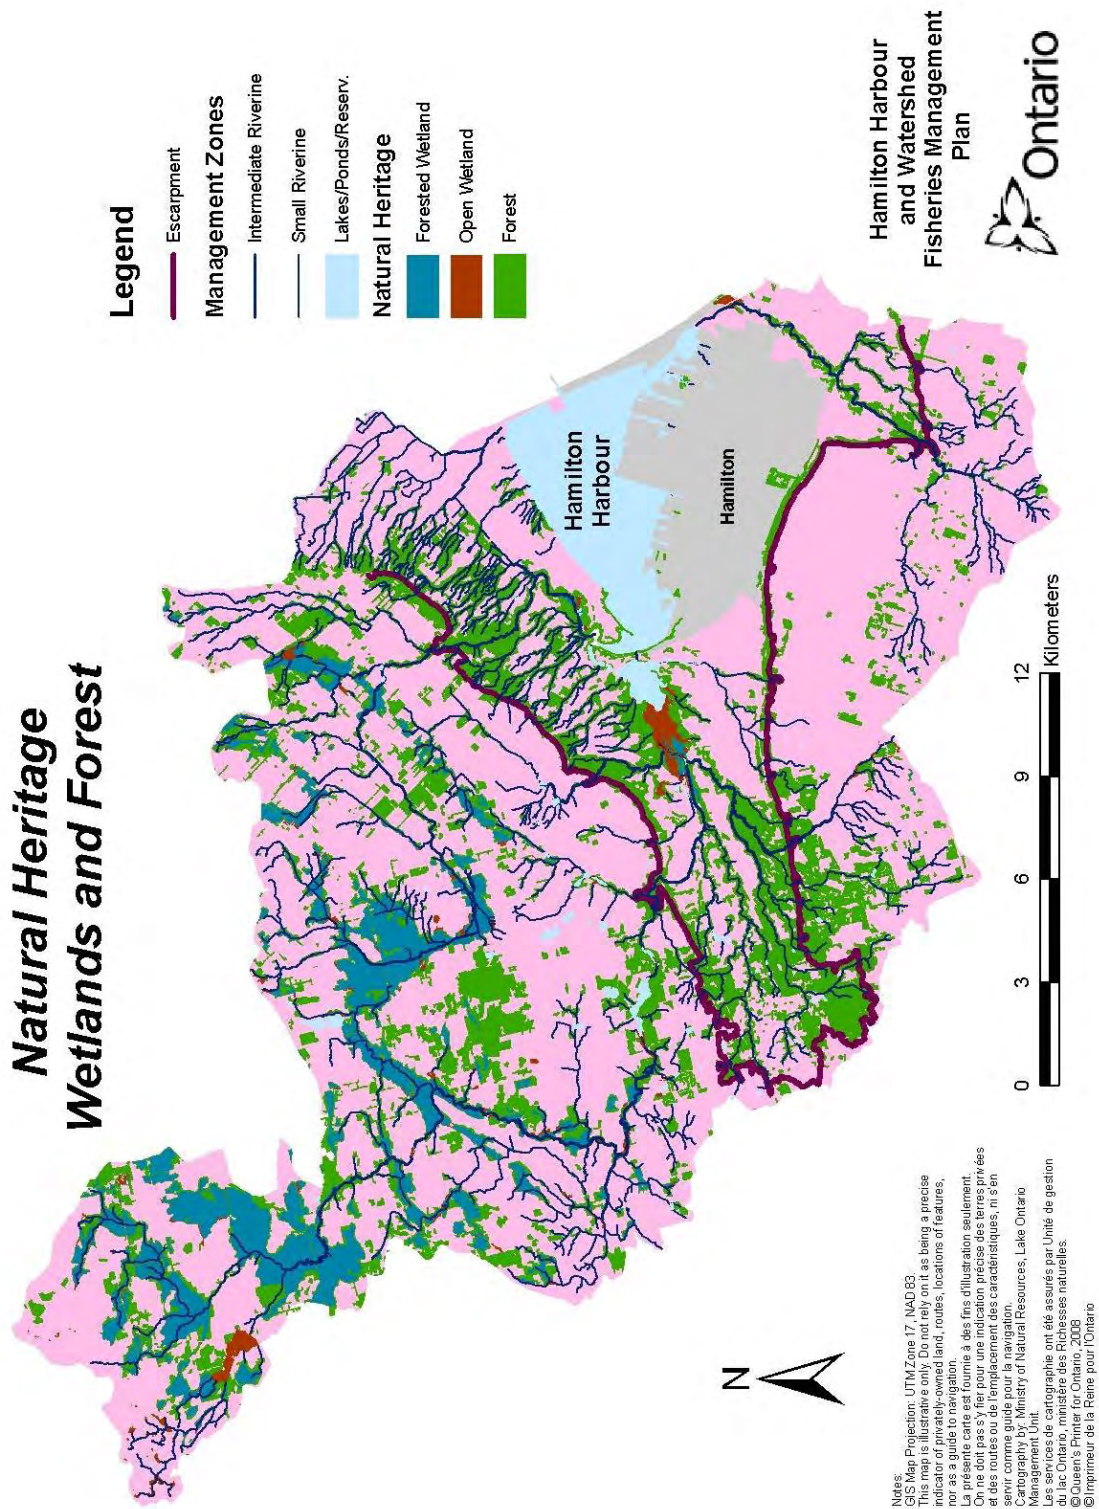 Natural Heritage
Wetlands and Forest
Legend
Escarpment
Management Zones
Intermediate Riverine
Small Riverine
Lakes/Ponds/Reserv.
Natural Heritage
Forested Wetland
Open Wetland
Forest
Hamilton
Harbour
Hamilton
Hamilton Harbour
and Watershed
Fisheries Management
Plan
Ontario
N
0 3 6 9 12
Kilometers
Notes:
GIS Map Projection: UTM Zone 17, NAD 83.
This map is illustrative only. Do not rely on it as being a precise
indicator of privately-owned land, routes, locations of features,
nor as a guide to navigation.
La présente carte est fournie à des fins d'illustration seulement.
On ne doit pas s'y fier pour une indication précise des terres privées
et des routes ou de l'emplacement des caractéristiques, ni s'en
servir comme guide pour la navigation.
Cartography by: Ministry of Natural Resources, Lake Ontario
Management Unit.
Les services de cartographie ont été assurés par Unité de gestion
du lac Ontario, ministère des Richesses naturelles.
© Queen's Printer for Ontario, 2008
© Imprimeur de la Reine pour l'Ontario